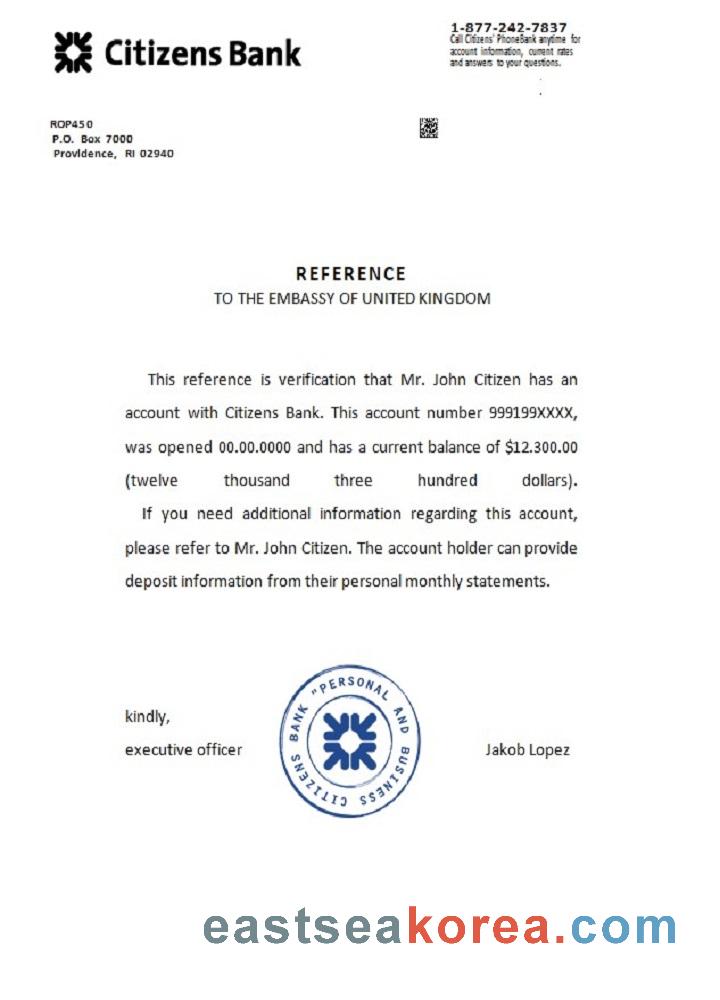 Citizens Bank
1-877-242-7837
Call Citizens' PhoneBank anytime for
account information, current rates
and answers to your questions.
ROP450
P.O. Box 7000
Providence, RI 02940
REFERENCE
TO THE EMBASSY OF UNITED KINGDOM
This reference is verification that Mr. John Citizen has an
account with Citizens Bank. This account number 999199XXXX,
was opened 00.00.0000 and has a current balance of $12.300.00
(twelve thousand three hundred dollars).
If you need additional information regarding this account,
please refer to Mr. John Citizen. The account holder can provide
deposit information from their personal monthly statements.
kindly,
executive officer
CITIZENS BANK "PERSONAL AND BUSINESS
Jakob Lopez
eastseakorea.com